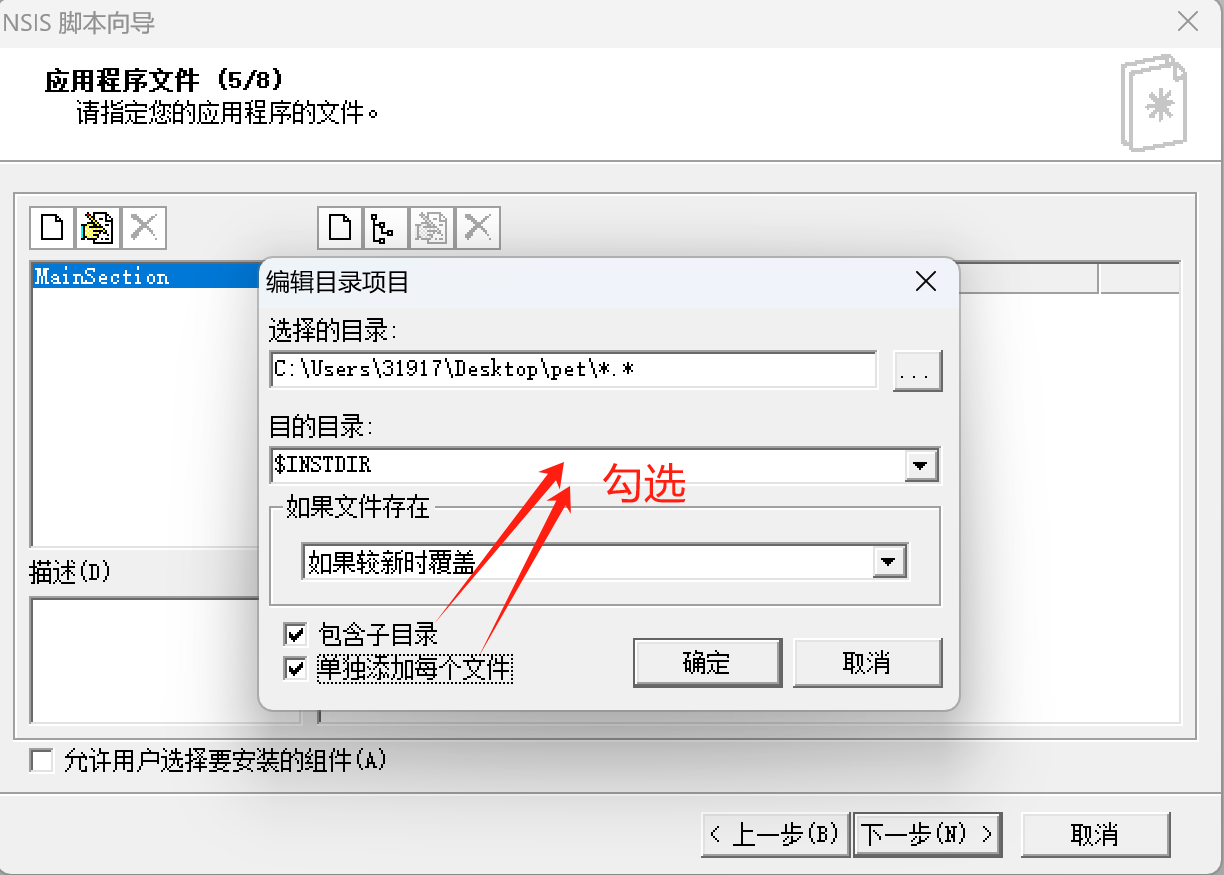 NSIS 脚本向导
应用程序文件 (5/8)
请指定您的应用程序的文件。
MainSection
编辑目录项目
选择的目录:
C:\Users\31917\Desktop\pet\*.*
...
目的目录:
$INSTDIR
勾选
如果文件存在
如果较新时覆盖
包含子目录
单独添加每个文件
确定
取消
描述(D)
允许用户选择要安装的组件(A)
< 上一步(B)
下一步(N) >
取消